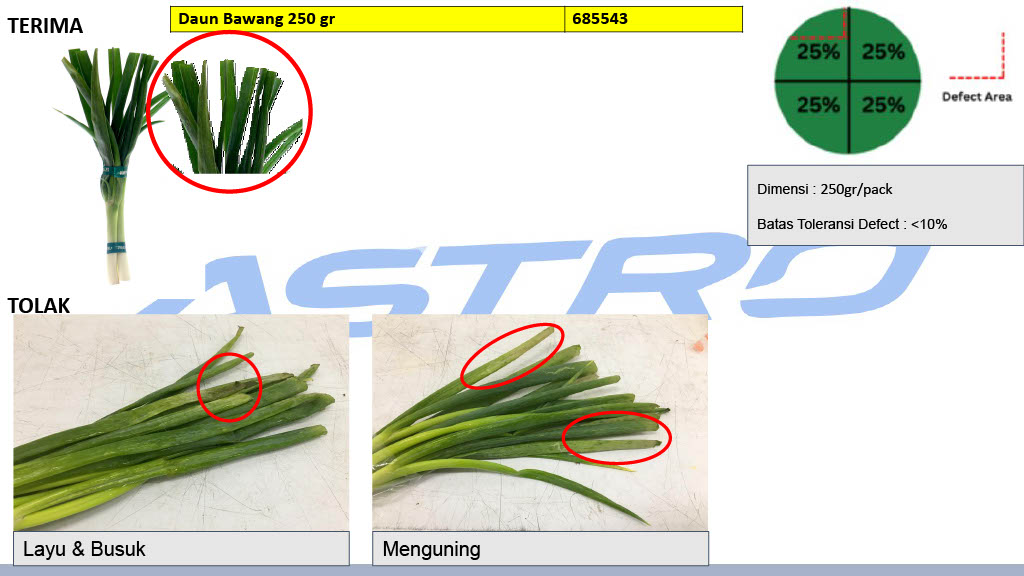 TERIMA
Daun Bawang 250 gr 685543
25% 25%
25% 25%
Defect Area
Dimensi : 250gr/pack
Batas Toleransi Defect : <10%
ASTRO
TOLAK
Layu & Busuk
Menguning